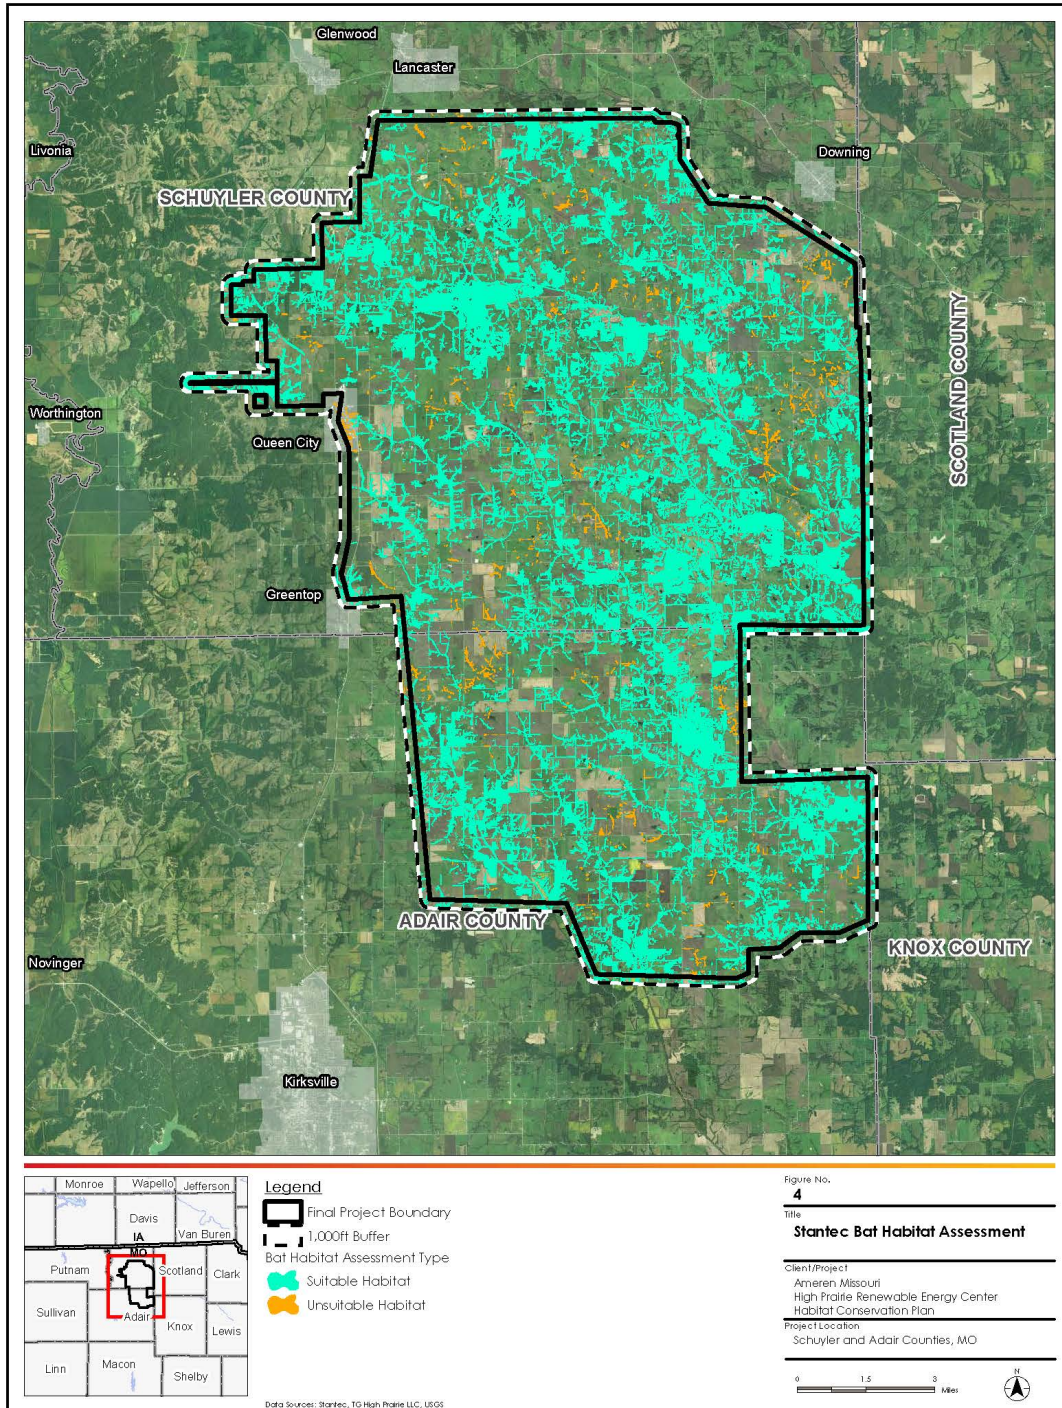 Glenwood
Lancaster
Livonia
Downing
SCHUYLER COUNTY
SCOTLAND COUNTY
Worthington
Queen City
Greentop
ADAIR COUNTY
KNOX COUNTY
Novinger
Kirksville
Monroe
Wapello
Jefferson
Davis
Van Buren
IA
MO
Putnam
Scotland
Clark
Sullivan
Adair
Knox
Lewis
Linn
Macon
Shelby
Legend
Final Project Boundary
1,000ft Buffer
Bat Habitat Assessment Type
Suitable Habitat
Unsuitable Habitat
Data Sources: Stantec, TG High Prairie LLC, USGS
Figure No.
4
Title
Stantec Bat Habitat Assessment
Client/Project
Ameren Missouri
High Prairie Renewable Energy Center
Habitat Conservation Plan
Project Location
Schuyler and Adair Counties, MO
0 1.5 3
Miles
N